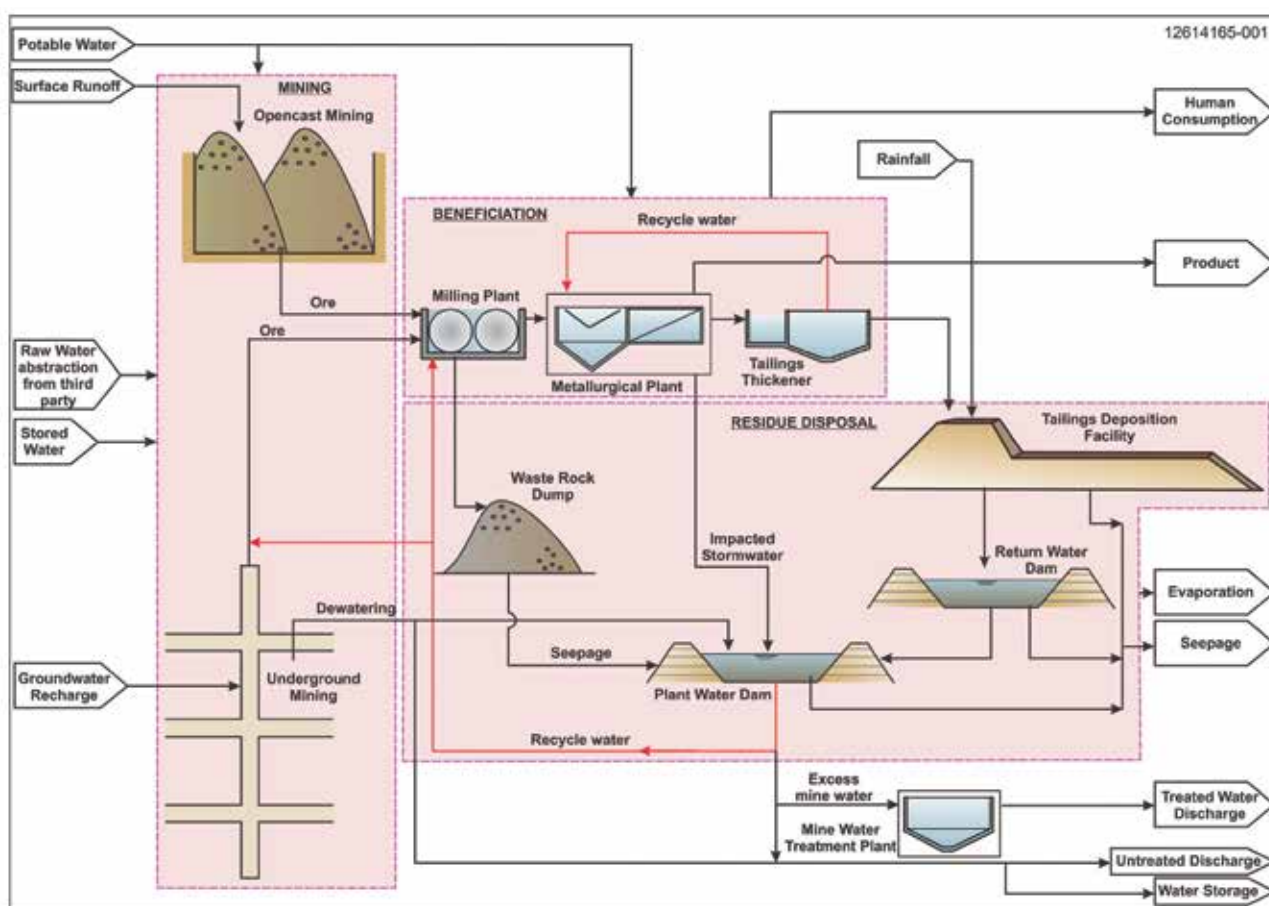 12614165-001
Potable Water
Surface Runoff
MINING
Opencast Mining
Human
Consumption
Rainfall
BENEFICIATION
Recycle water
Product
Milling Plant
Ore
Ore
Raw Water
abstraction
from third
party
Tailings
Thickener
Metallurgical Plant
RESIDUE DISPOSAL
Tailings Deposition
Facility
Stored
Water
Waste Rock
Dump
Impacted
Stormwater
Return Water
Dam
Evaporation
Dewatering
Seepage
Seepage
Groundwater
Recharge
Underground
Mining
Plant Water Dam
Recycle water
Excess
mine water
Mine Water
Treatment Plant
Treated Water
Discharge
Untreated Discharge
Water Storage